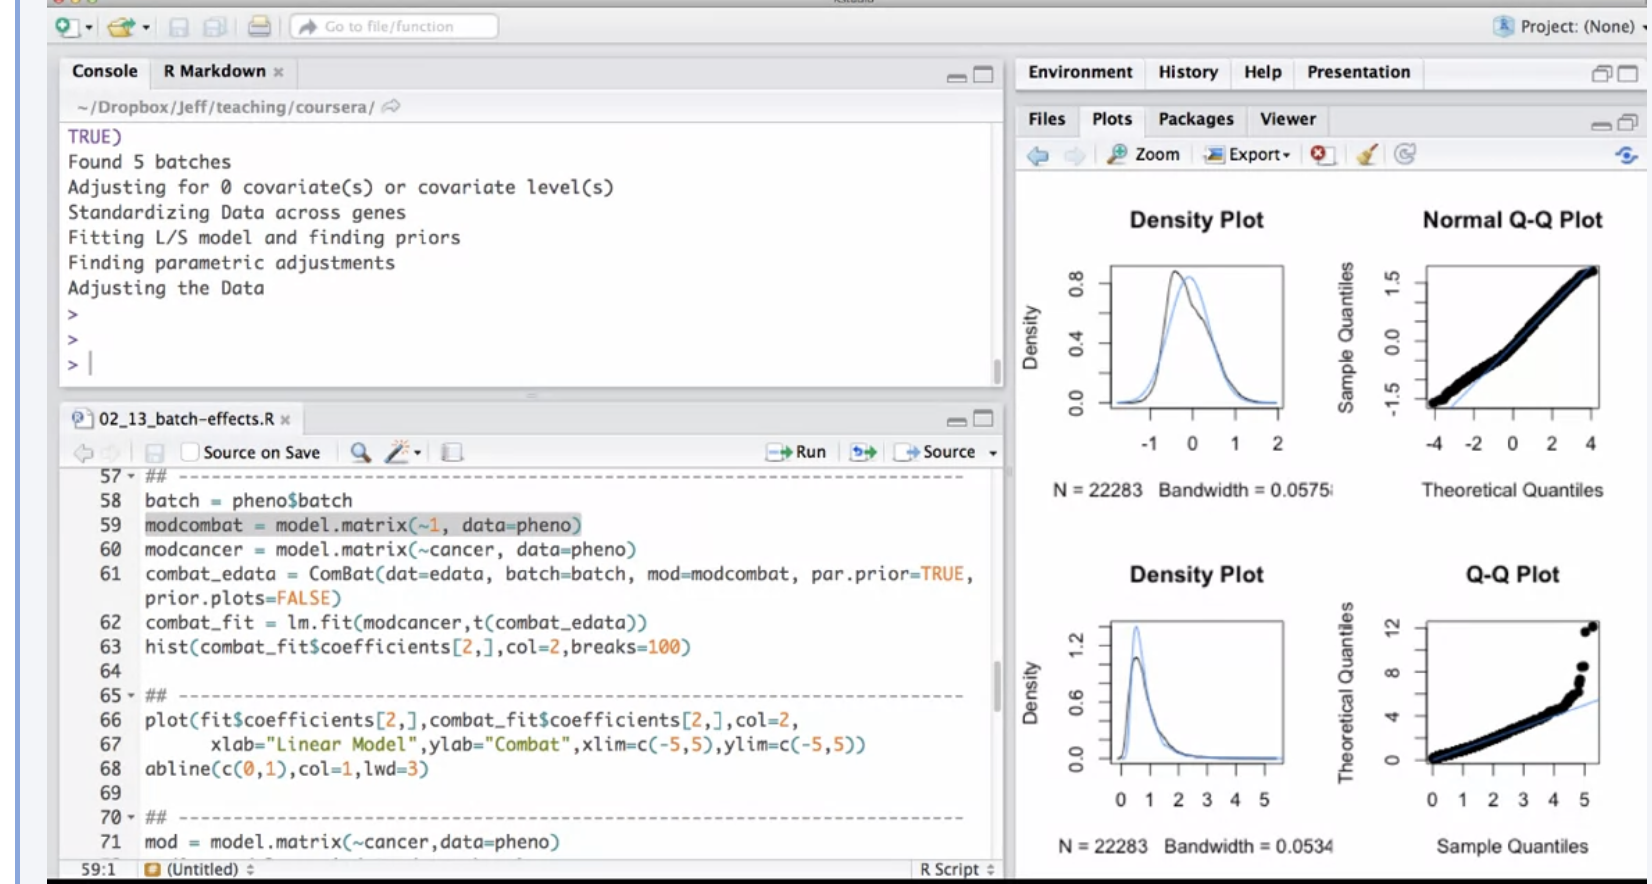 Go to file/function
Project: (None)
Console R Markdown
~/Dropbox/Jeff/teaching/coursera/
TRUE)
Found 5 batches
Adjusting for 0 covariate(s) or covariate level(s)
Standardizing Data across genes
Fitting L/S model and finding priors
Finding parametric adjustments
Adjusting the Data
>
>
>
02_13_batch-effects.R
Source on Save Run Source
57 ## ----------------------------------------------------------------
58 batch = pheno$batch
59 modcombat = model.matrix(~1, data=pheno)
60 modcancer = model.matrix(~cancer, data=pheno)
61 combat_edata = ComBat(dat=edata, batch=batch, mod=modcombat, par.prior=TRUE,
prior.plots=FALSE)
62 combat_fit = lm.fit(modcancer,t(combat_edata))
63 hist(combat_fit$coefficients[2,],col=2,breaks=100)
64
65 ## ----------------------------------------------------------------
66 plot(fit$coefficients[2,],combat_fit$coefficients[2,],col=2,
67 xlab="Linear Model",ylab="Combat",xlim=c(-5,5),ylim=c(-5,5))
68 abline(c(0,1),col=1,lwd=3)
69
70 ## ----------------------------------------------------------------
71 mod = model.matrix(~cancer,data=pheno)
59:1 (Untitled) R Script
Environment History Help Presentation
Files Plots Packages Viewer
Zoom Export
Density Plot
Density
0.0 0.4 0.8
-1 0 1 2
N = 22283 Bandwidth = 0.0575
Normal Q-Q Plot
Sample Quantiles
-1.5 0.0 1.5
-4 -2 0 2 4
Theoretical Quantiles
Density Plot
Density
0.0 0.6 1.2
0 1 2 3 4 5
N = 22283 Bandwidth = 0.0534
Q-Q Plot
Theoretical Quantiles
0 4 8 12
0 1 2 3 4 5
Sample Quantiles